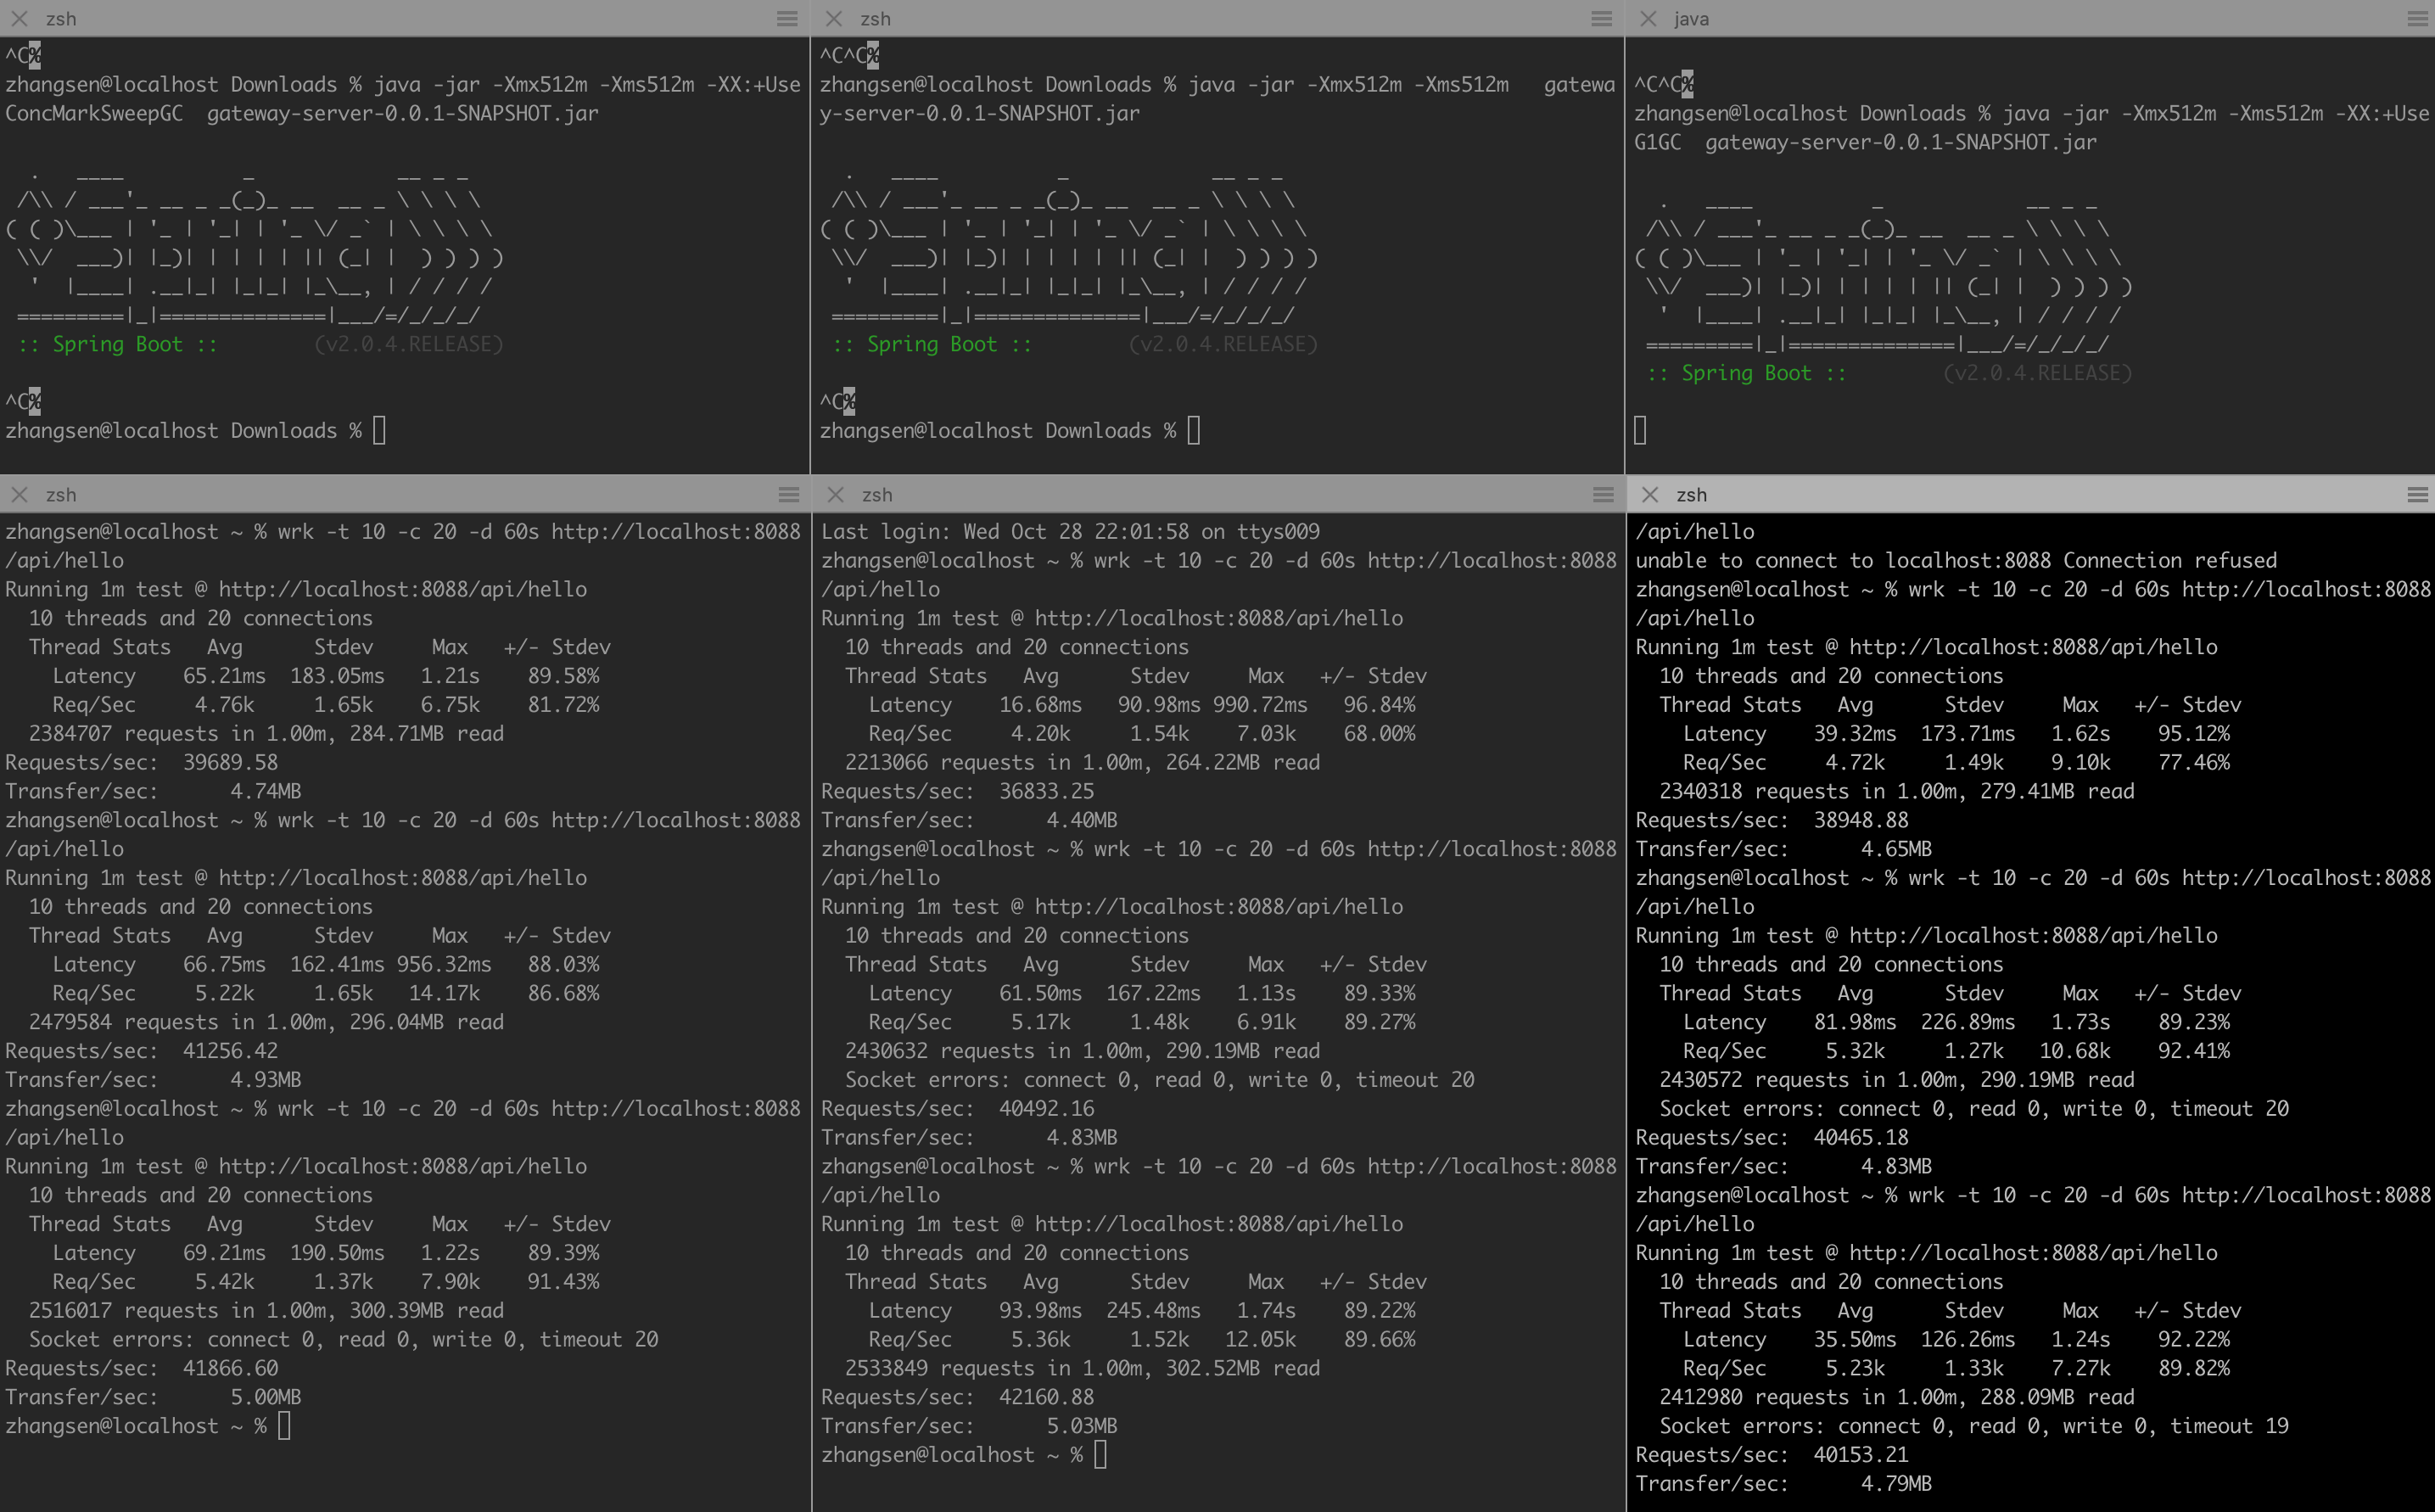 zsh
^C%
zhangsen@localhost Downloads % java -jar -Xmx512m -Xms512m -XX:+Use
ConcMarkSweepGC  gateway-server-0.0.1-SNAPSHOT.jar
  .   ____          _            __ _ _
 /\\ / ___'_ __ _ _(_)_ __  __ _ \ \ \ \
( ( )\___ | '_ | '_| | '_ \/ _` | \ \ \ \
 \\/  ___)| |_)| | | | | || (_| |  ) ) ) )
  '  |____| .__|_| |_|_| |_\__, | / / / /
 =========|_|==============|___/=/_/_/_/
 :: Spring Boot ::        (v2.0.4.RELEASE)
^C%
zhangsen@localhost Downloads %
zsh
^C^C%
zhangsen@localhost Downloads % java -jar -Xmx512m -Xms512m   gatewa
y-server-0.0.1-SNAPSHOT.jar
  .   ____          _            __ _ _
 /\\ / ___'_ __ _ _(_)_ __  __ _ \ \ \ \
( ( )\___ | '_ | '_| | '_ \/ _` | \ \ \ \
 \\/  ___)| |_)| | | | | || (_| |  ) ) ) )
  '  |____| .__|_| |_|_| |_\__, | / / / /
 =========|_|==============|___/=/_/_/_/
 :: Spring Boot ::        (v2.0.4.RELEASE)
^C%
zhangsen@localhost Downloads %
java
^C^C%
zhangsen@localhost Downloads % java -jar -Xmx512m -Xms512m -XX:+Use
G1GC  gateway-server-0.0.1-SNAPSHOT.jar
  .   ____          _            __ _ _
 /\\ / ___'_ __ _ _(_)_ __  __ _ \ \ \ \
( ( )\___ | '_ | '_| | '_ \/ _` | \ \ \ \
 \\/  ___)| |_)| | | | | || (_| |  ) ) ) )
  '  |____| .__|_| |_|_| |_\__, | / / / /
 =========|_|==============|___/=/_/_/_/
 :: Spring Boot ::        (v2.0.4.RELEASE)
zsh
zhangsen@localhost ~ % wrk -t 10 -c 20 -d 60s http://localhost:8088
/api/hello
Running 1m test @ http://localhost:8088/api/hello
  10 threads and 20 connections
  Thread Stats   Avg      Stdev     Max   +/- Stdev
    Latency    65.21ms  183.05ms   1.21s    89.58%
    Req/Sec     4.76k     1.65k    6.75k    81.72%
  2384707 requests in 1.00m, 284.71MB read
Requests/sec:  39689.58
Transfer/sec:      4.74MB
zhangsen@localhost ~ % wrk -t 10 -c 20 -d 60s http://localhost:8088
/api/hello
Running 1m test @ http://localhost:8088/api/hello
  10 threads and 20 connections
  Thread Stats   Avg      Stdev     Max   +/- Stdev
    Latency    66.75ms  162.41ms 956.32ms   88.03%
    Req/Sec     5.22k     1.65k   14.17k    86.68%
  2479584 requests in 1.00m, 296.04MB read
Requests/sec:  41256.42
Transfer/sec:      4.93MB
zhangsen@localhost ~ % wrk -t 10 -c 20 -d 60s http://localhost:8088
/api/hello
Running 1m test @ http://localhost:8088/api/hello
  10 threads and 20 connections
  Thread Stats   Avg      Stdev     Max   +/- Stdev
    Latency    69.21ms  190.50ms   1.22s    89.39%
    Req/Sec     5.42k     1.37k    7.90k    91.43%
  2516017 requests in 1.00m, 300.39MB read
  Socket errors: connect 0, read 0, write 0, timeout 20
Requests/sec:  41866.60
Transfer/sec:      5.00MB
zhangsen@localhost ~ %
zsh
Last login: Wed Oct 28 22:01:58 on ttys009
zhangsen@localhost ~ % wrk -t 10 -c 20 -d 60s http://localhost:8088
/api/hello
Running 1m test @ http://localhost:8088/api/hello
  10 threads and 20 connections
  Thread Stats   Avg      Stdev     Max   +/- Stdev
    Latency    16.68ms   90.98ms 990.72ms   96.84%
    Req/Sec     4.20k     1.54k    7.03k    68.00%
  2213066 requests in 1.00m, 264.22MB read
Requests/sec:  36833.25
Transfer/sec:      4.40MB
zhangsen@localhost ~ % wrk -t 10 -c 20 -d 60s http://localhost:8088
/api/hello
Running 1m test @ http://localhost:8088/api/hello
  10 threads and 20 connections
  Thread Stats   Avg      Stdev     Max   +/- Stdev
    Latency    61.50ms  167.22ms   1.13s    89.33%
    Req/Sec     5.17k     1.48k    6.91k    89.27%
  2430632 requests in 1.00m, 290.19MB read
  Socket errors: connect 0, read 0, write 0, timeout 20
Requests/sec:  40492.16
Transfer/sec:      4.83MB
zhangsen@localhost ~ % wrk -t 10 -c 20 -d 60s http://localhost:8088
/api/hello
Running 1m test @ http://localhost:8088/api/hello
  10 threads and 20 connections
  Thread Stats   Avg      Stdev     Max   +/- Stdev
    Latency    93.98ms  245.48ms   1.74s    89.22%
    Req/Sec     5.36k     1.52k   12.05k    89.66%
  2533849 requests in 1.00m, 302.52MB read
Requests/sec:  42160.88
Transfer/sec:      5.03MB
zhangsen@localhost ~ %
zsh
/api/hello
unable to connect to localhost:8088 Connection refused
zhangsen@localhost ~ % wrk -t 10 -c 20 -d 60s http://localhost:8088
/api/hello
Running 1m test @ http://localhost:8088/api/hello
  10 threads and 20 connections
  Thread Stats   Avg      Stdev     Max   +/- Stdev
    Latency    39.32ms  173.71ms   1.62s    95.12%
    Req/Sec     4.72k     1.49k    9.10k    77.46%
  2340318 requests in 1.00m, 279.41MB read
Requests/sec:  38948.88
Transfer/sec:      4.65MB
zhangsen@localhost ~ % wrk -t 10 -c 20 -d 60s http://localhost:8088
/api/hello
Running 1m test @ http://localhost:8088/api/hello
  10 threads and 20 connections
  Thread Stats   Avg      Stdev     Max   +/- Stdev
    Latency    81.98ms  226.89ms   1.73s    89.23%
    Req/Sec     5.32k     1.27k   10.68k    92.41%
  2430572 requests in 1.00m, 290.19MB read
  Socket errors: connect 0, read 0, write 0, timeout 20
Requests/sec:  40465.18
Transfer/sec:      4.83MB
zhangsen@localhost ~ % wrk -t 10 -c 20 -d 60s http://localhost:8088
/api/hello
Running 1m test @ http://localhost:8088/api/hello
  10 threads and 20 connections
  Thread Stats   Avg      Stdev     Max   +/- Stdev
    Latency    35.50ms  126.26ms   1.24s    92.22%
    Req/Sec     5.23k     1.33k    7.27k    89.82%
  2412980 requests in 1.00m, 288.09MB read
  Socket errors: connect 0, read 0, write 0, timeout 19
Requests/sec:  40153.21
Transfer/sec:      4.79MB